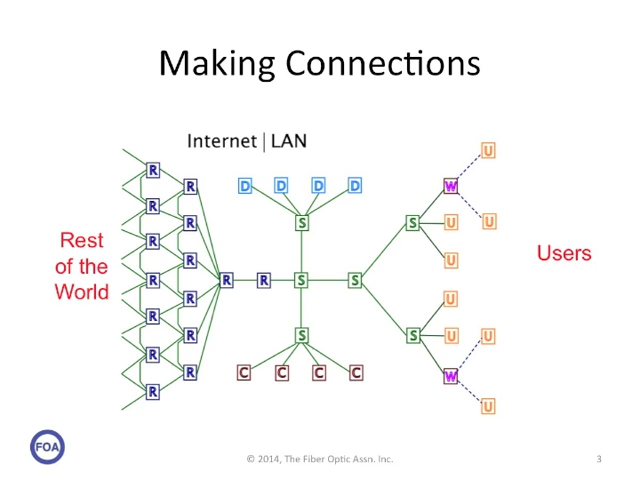 Making Connections
Internet | LAN
U
R
R D D D D W
R R S S U U
Rest
of the
World
R R U
Users
R R R S S
R R U
R R S S U U
R R C C C C W
R U
FOA
© 2014, The Fiber Optic Assn. Inc.
3